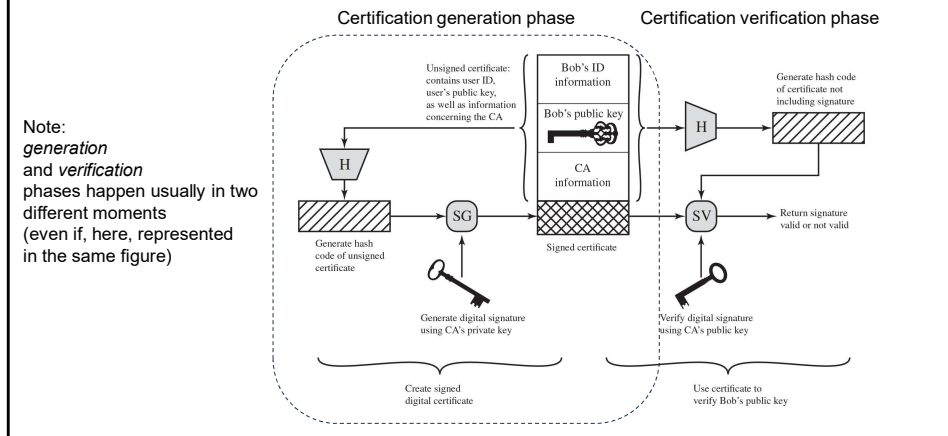 Certification generation phase
Certification verification phase
Note:
generation
and verification
phases happen usually in two
different moments
(even if, here, represented
in the same figure)
Unsigned certificate:
contains user ID,
user's public key,
as well as information
concerning the CA
Bob's ID
information
Bob's public key
CA
information
Generate hash code
of certificate not
including signature
H
H
SG
SV
Signed certificate
Return signature
valid or not valid
Generate hash
code of unsigned
certificate
Generate digital signature
using CA's private key
Verify digital signature
using CA's public key
Create signed
digital certificate
Use certificate to
verify Bob's public key